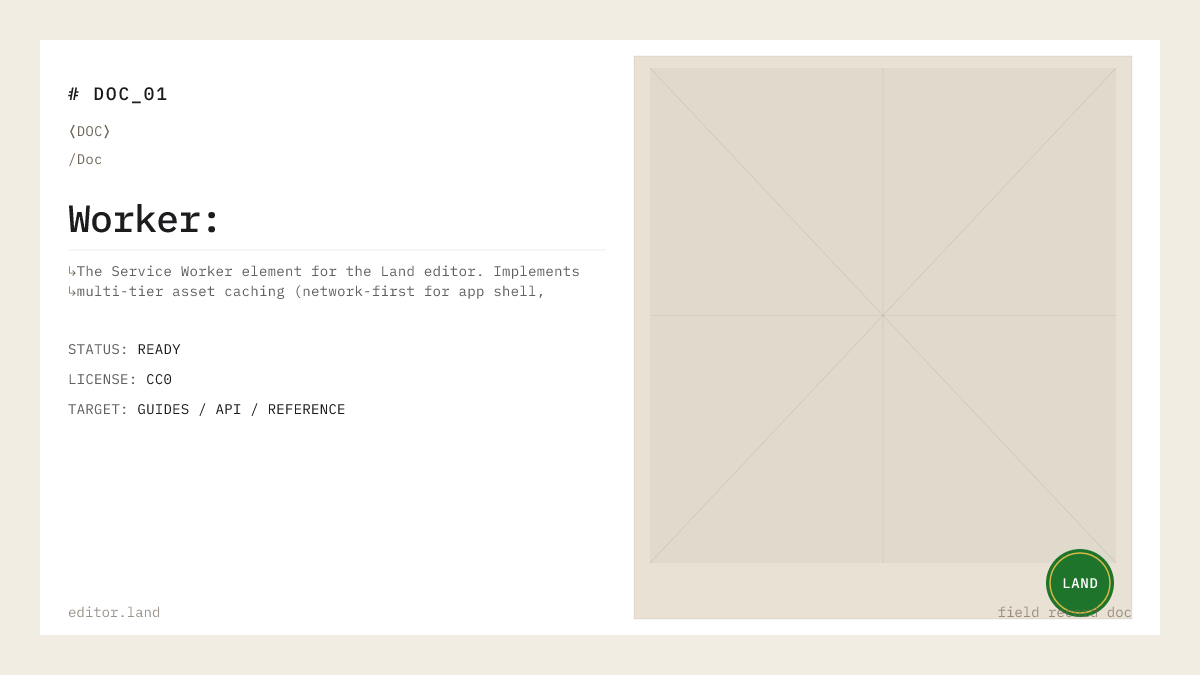 # DOC_01
⟨DOC⟩
/Doc
Worker:
↳The Service Worker element for the Land editor. Implements
↳multi-tier asset caching (network-first for app shell,
STATUS: READY
LICENSE: CC0
TARGET: GUIDES / API / REFERENCE
LAND
editor.land
field record doc